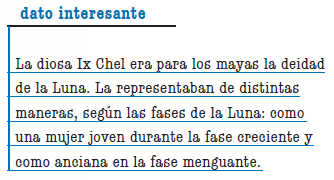 dato interesante
La diosa Ix Chel era para los mayas la deidad
de la Luna. La representaban de distintas
maneras, según las fases de la Luna: como
una mujer joven durante la fase creciente y
como anciana en la fase menguante.